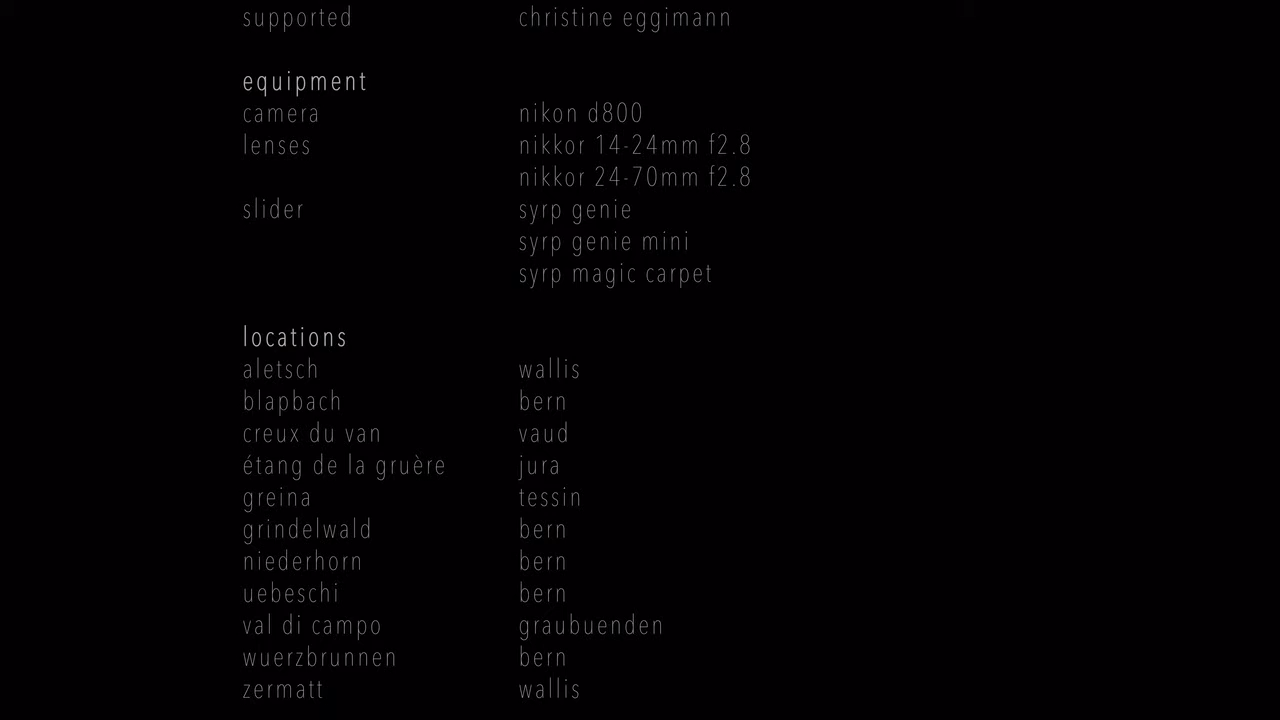 supported christine eggimann
equipment
camera nikon d800
lenses nikkor 14-24mm f2.8
nikkor 24-70mm f2.8
slider syrp genie
syrp genie mini
syrp magic carpet
locations
aletsch wallis
blapbach bern
creux du van vaud
étang de la gruère jura
greina tessin
grindelwald bern
niederhorn bern
uebeschi bern
val di campo graubuenden
wuerzbrunnen bern
zermatt wallis